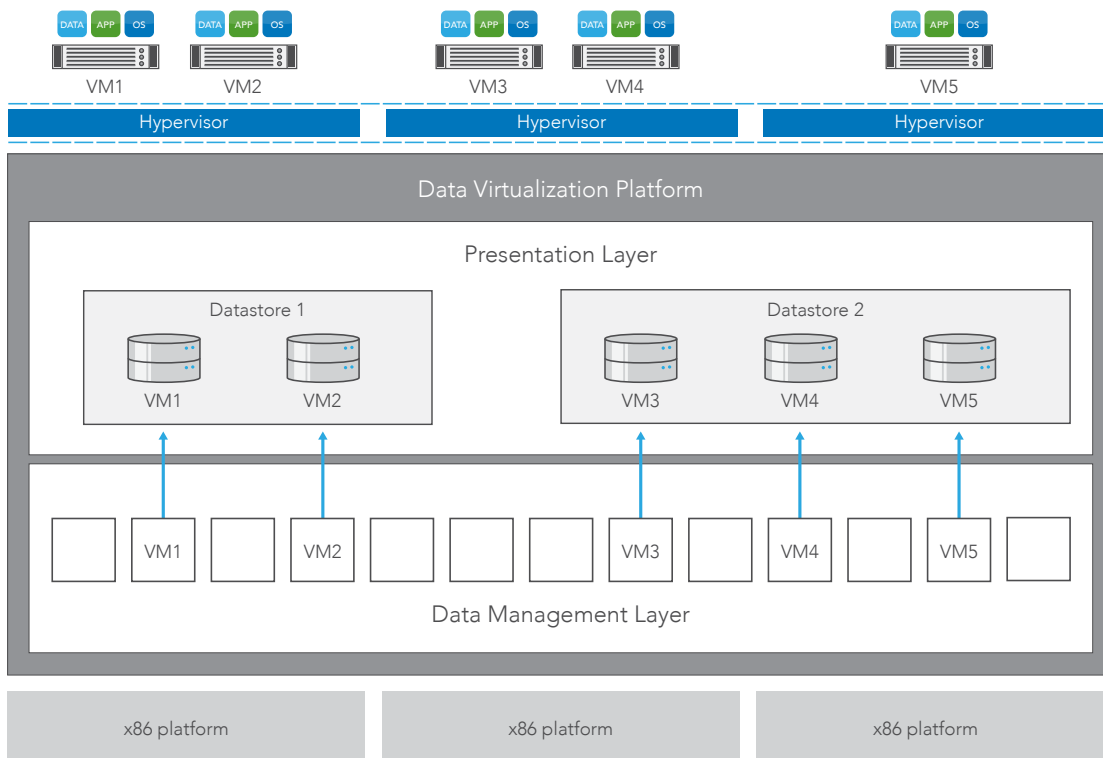 DATA APP OS DATA APP OS DATA APP OS DATA APP OS DATA APP OS
VM1 VM2 VM3 VM4 VM5
Hypervisor Hypervisor Hypervisor
Data Virtualization Platform
Presentation Layer
Datastore 1 Datastore 2
VM1 VM2 VM3 VM4 VM5
VM1 VM2 VM3 VM4 VM5
Data Management Layer
x86 platform x86 platform x86 platform